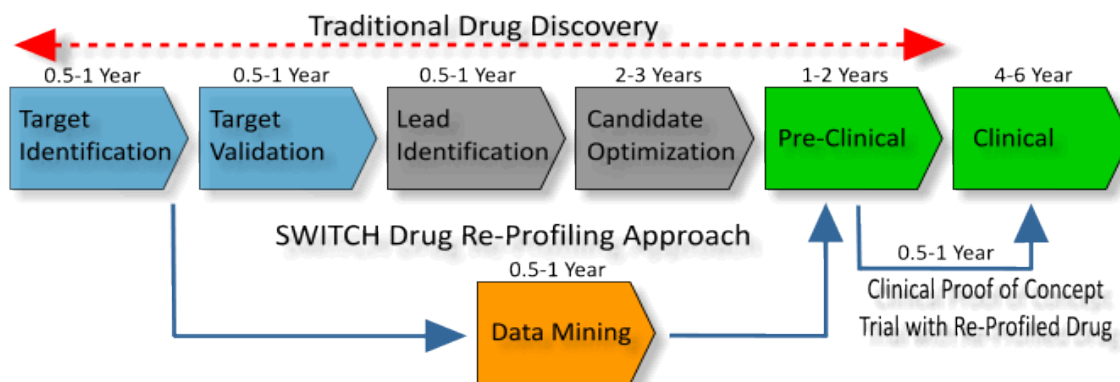 Traditional Drug Discovery
0.5-1 Year
0.5-1 Year
0.5-1 Year
2-3 Years
1-2 Years
4-6 Year
Target
Identification
Target
Validation
Lead
Identification
Candidate
Optimization
Pre-Clinical
Clinical
SWITCH Drug Re-Profiling Approach
0.5-1 Year
Data Mining
0.5-1 Year
Clinical Proof of Concept
Trial with Re-Profiled Drug